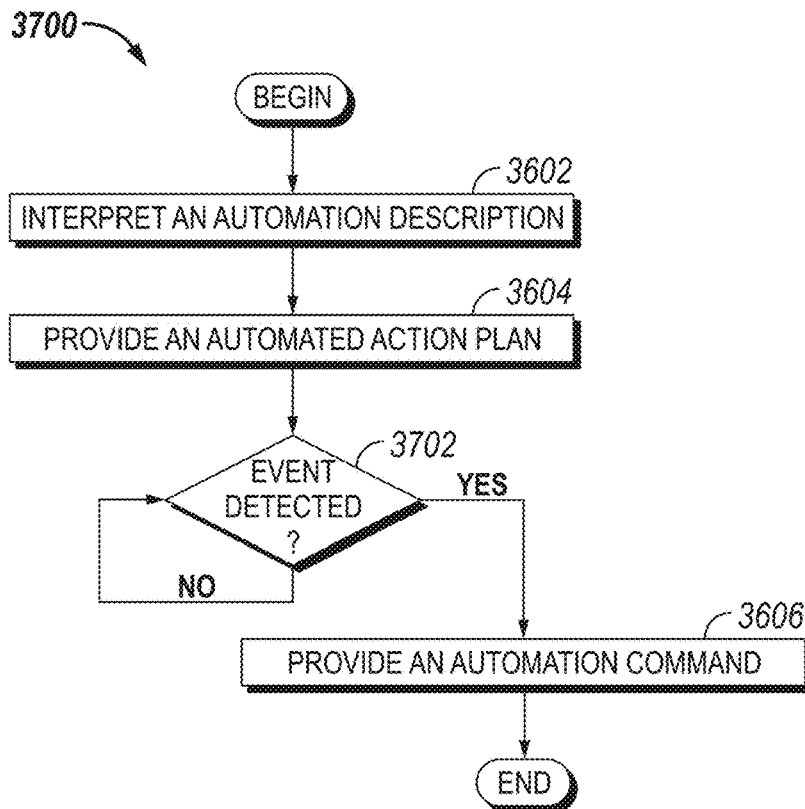 3700
BEGIN
3602
INTERPRET AN AUTOMATION DESCRIPTION
3604
PROVIDE AN AUTOMATED ACTION PLAN
3702
EVENT
DETECTED
?
YES
NO
3606
PROVIDE AN AUTOMATION COMMAND
END